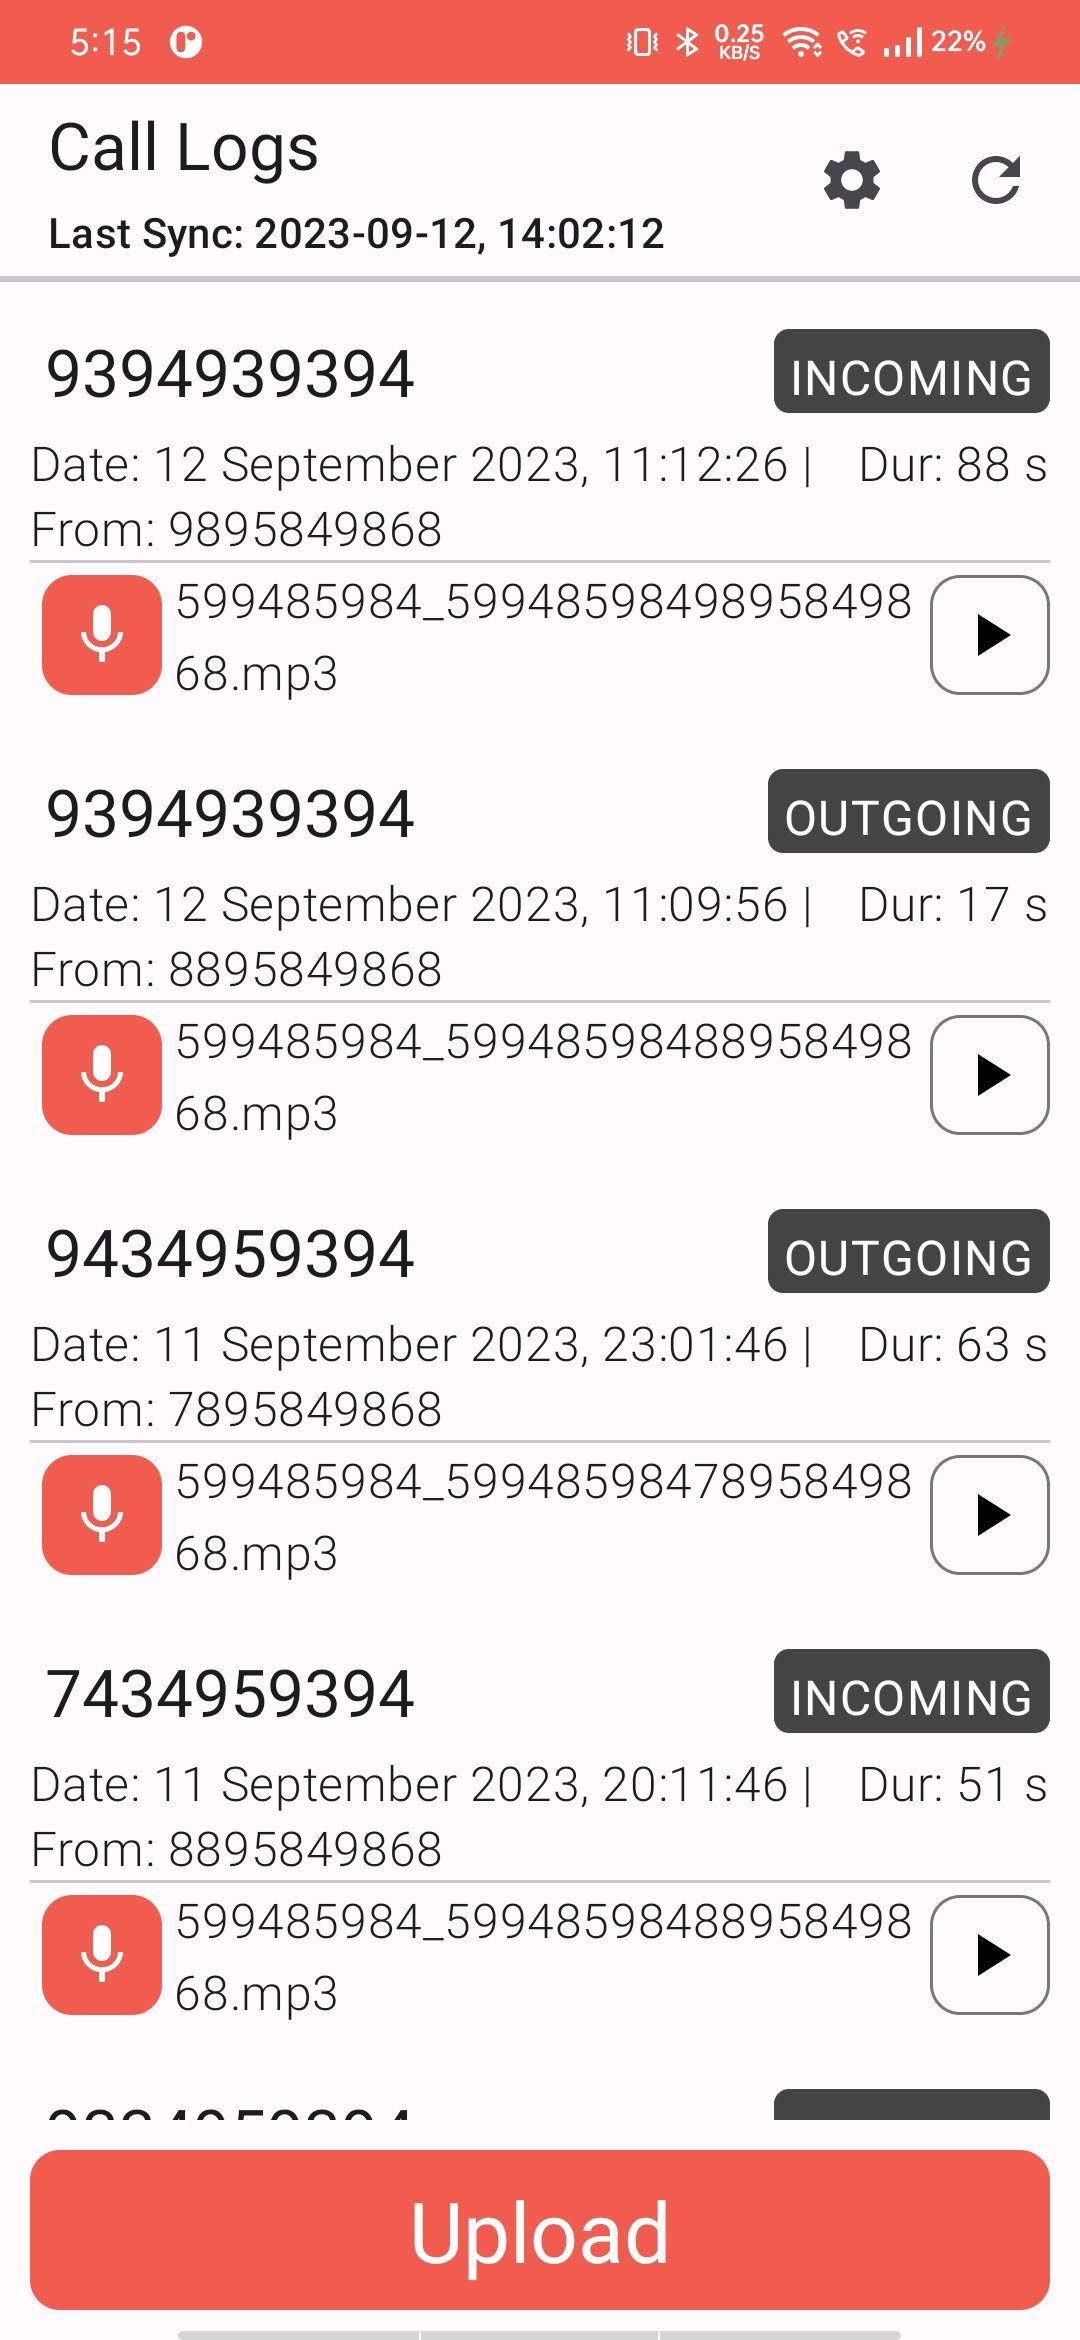 5:15 0.25 KB/S 22%
Call Logs
Last Sync: 2023-09-12, 14:02:12
9394939394 INCOMING
Date: 12 September 2023, 11:12:26 | Dur: 88 s
From: 9895849868
599485984_59948598498958498
68.mp3
9394939394 OUTGOING
Date: 12 September 2023, 11:09:56 | Dur: 17 s
From: 8895849868
599485984_59948598488958498
68.mp3
9434959394 OUTGOING
Date: 11 September 2023, 23:01:46 | Dur: 63 s
From: 7895849868
599485984_59948598478958498
68.mp3
7434959394 INCOMING
Date: 11 September 2023, 20:11:46 | Dur: 51 s
From: 8895849868
599485984_59948598488958498
68.mp3
Upload